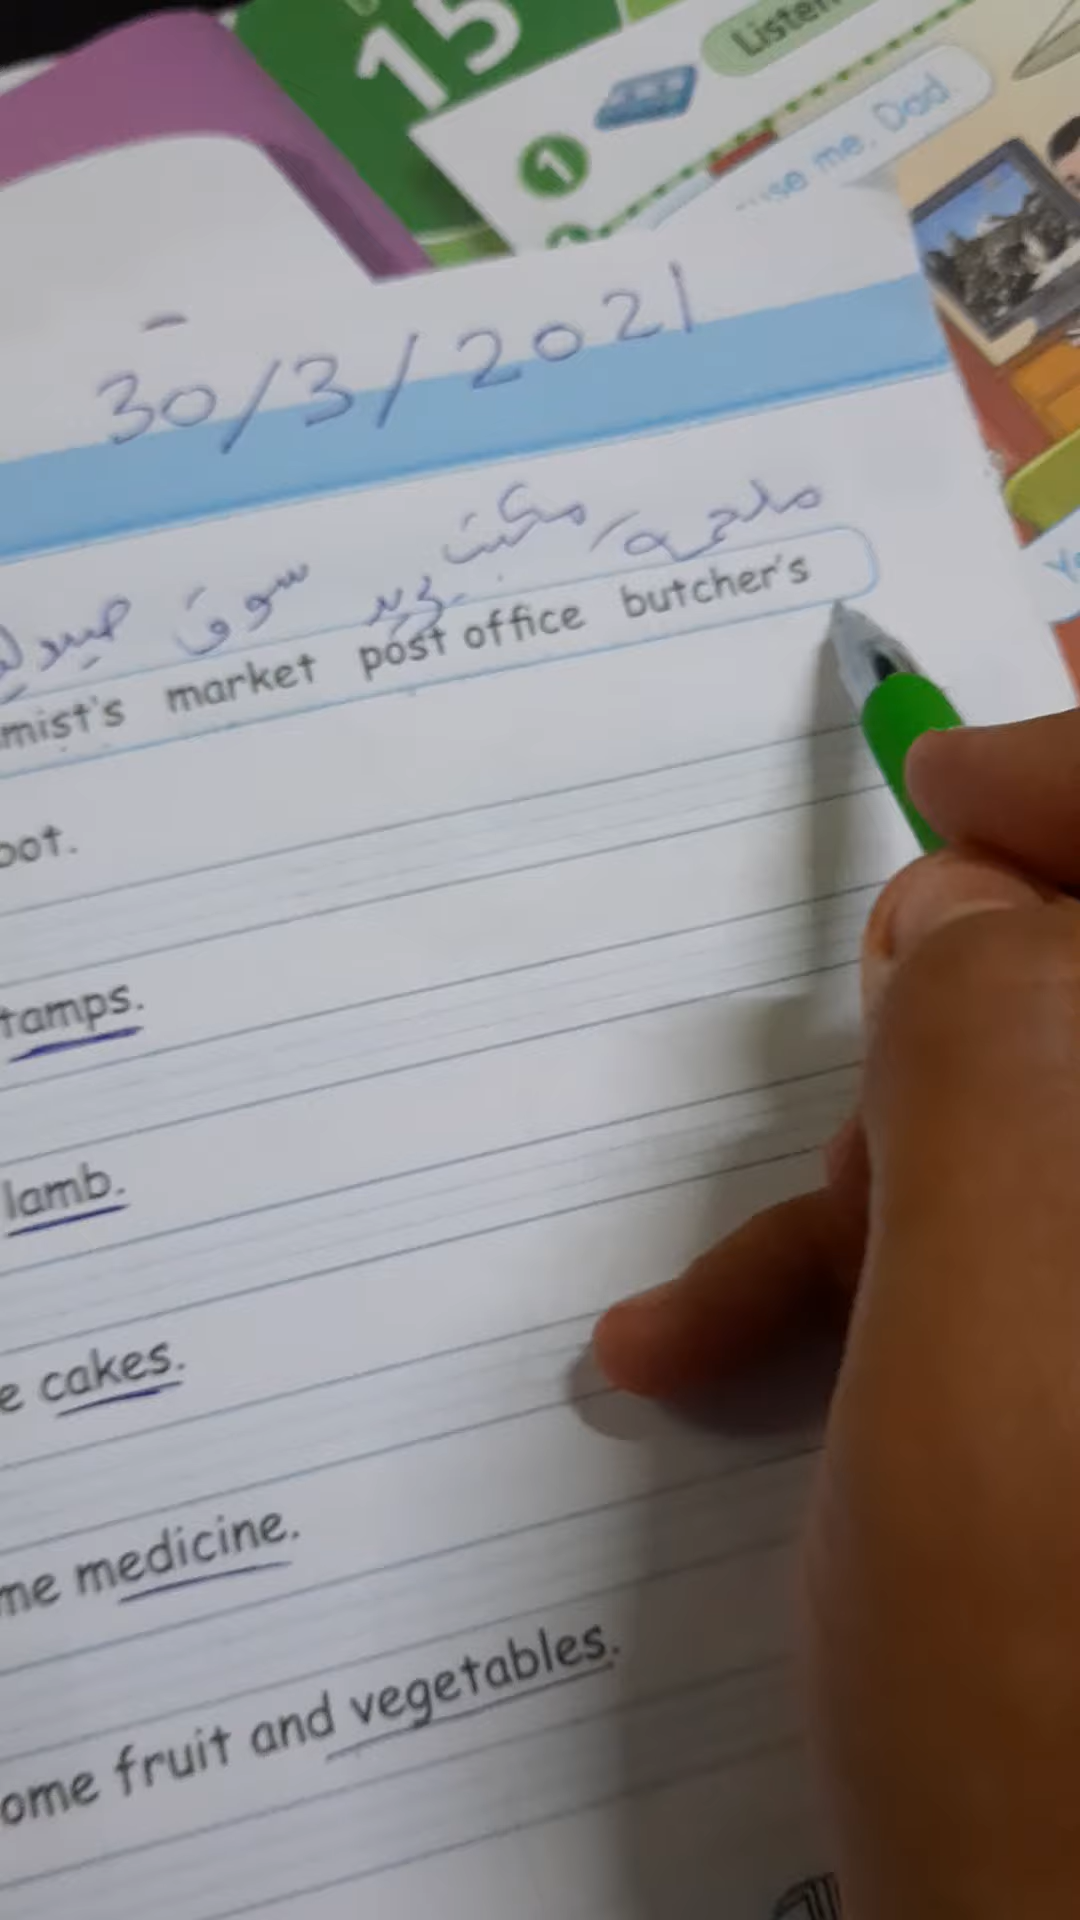 15
Listen
1
use me, Dad.
30/3/2021
ملحمة/ مكتب بريد سوق صيدلية
mist's market post office butcher's
oot.
tamps.
lamb.
e cakes.
me medicine.
ome fruit and vegetables.